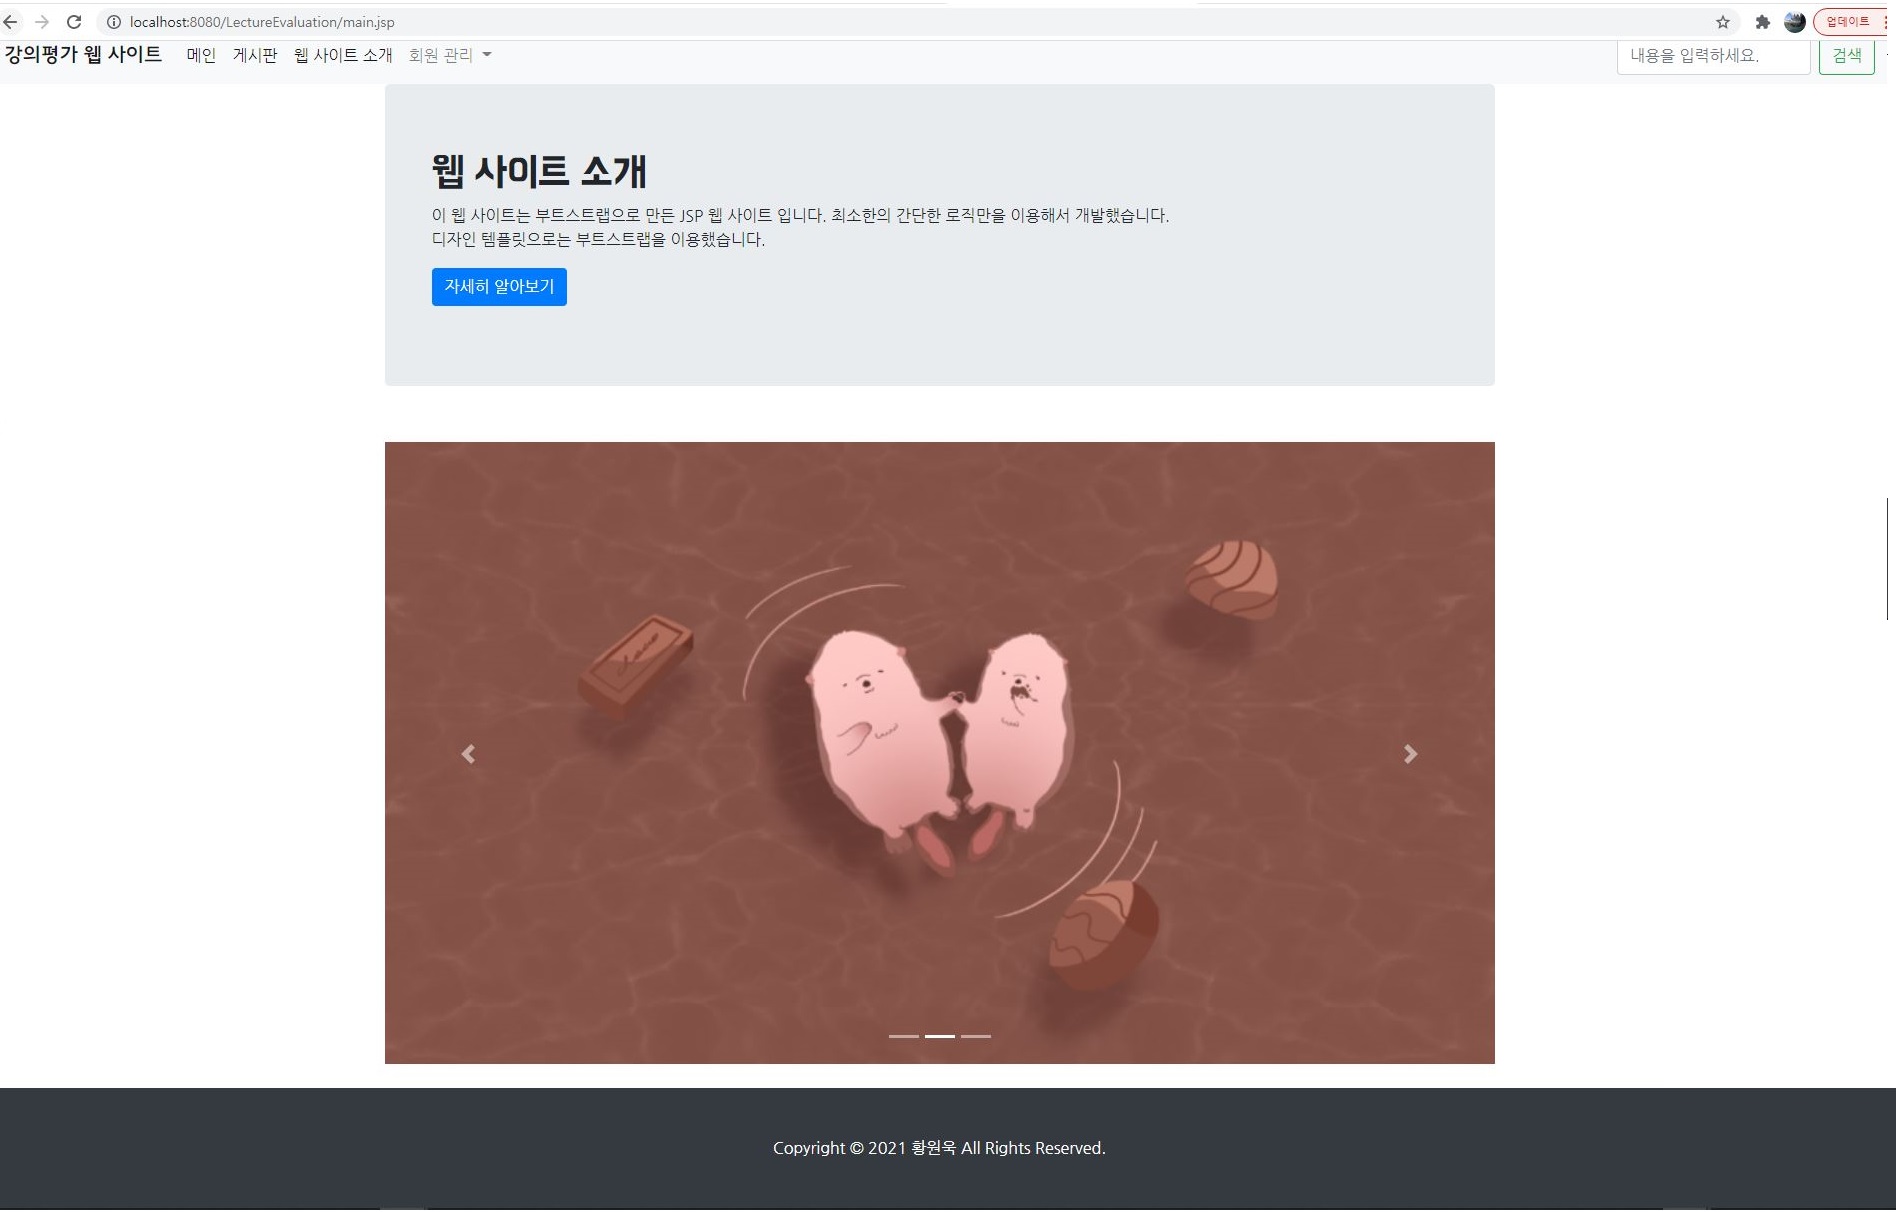 localhost:8080/LectureEvaluation/main.jsp
업데이트
강의평가 웹 사이트 메인 게시판 웹 사이트 소개 회원 관리 내용을 입력하세요. 검색
웹 사이트 소개
이 웹 사이트는 부트스트랩으로 만든 JSP 웹 사이트 입니다. 최소한의 간단한 로직만을 이용해서 개발했습니다.
디자인 템플릿으로는 부트스트랩을 이용했습니다.
자세히 알아보기
Copyright © 2021 황원욱 All Rights Reserved.